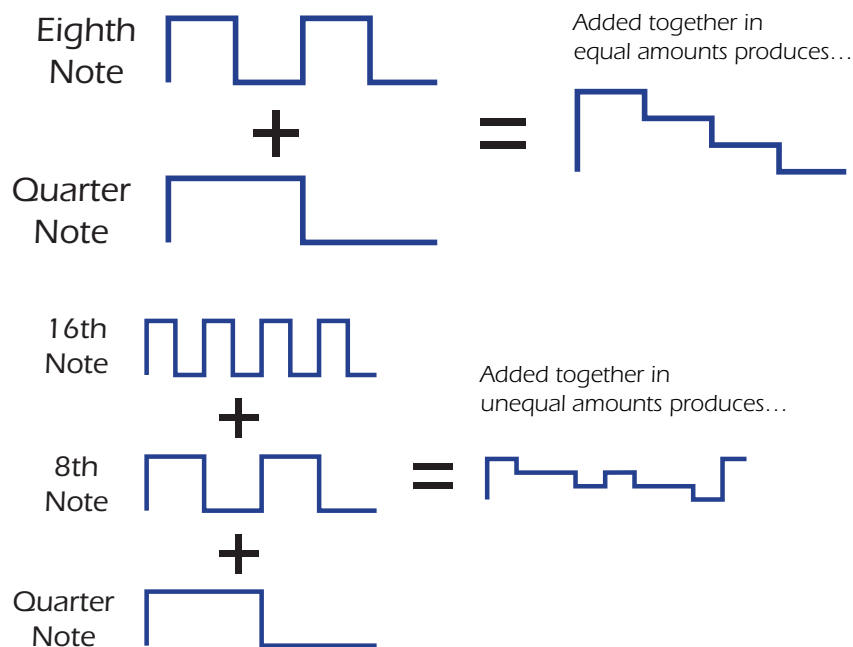 Eighth
Note
+
Quarter
Note
=
Added together in
equal amounts produces…
16th
Note
+
8th
Note
+
Quarter
Note
=
Added together in
unequal amounts produces…